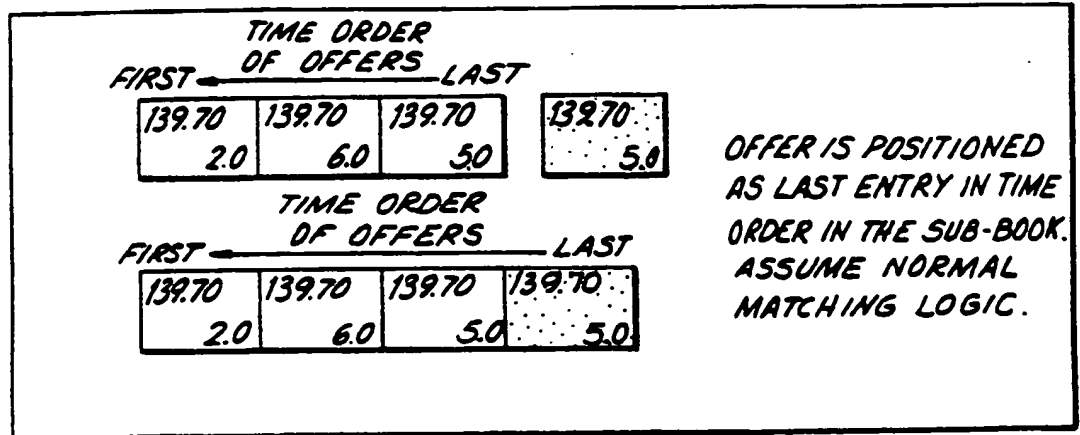 TIME ORDER
OF OFFERS
FIRST LAST
139.70 139.70 139.70 139.70
2.0 6.0 5.0 5.0
TIME ORDER
OF OFFERS
FIRST LAST
139.70 139.70 139.70 139.70
2.0 6.0 5.0 5.0
OFFER IS POSITIONED
AS LAST ENTRY IN TIME
ORDER IN THE SUB-BOOK.
ASSUME NORMAL
MATCHING LOGIC.